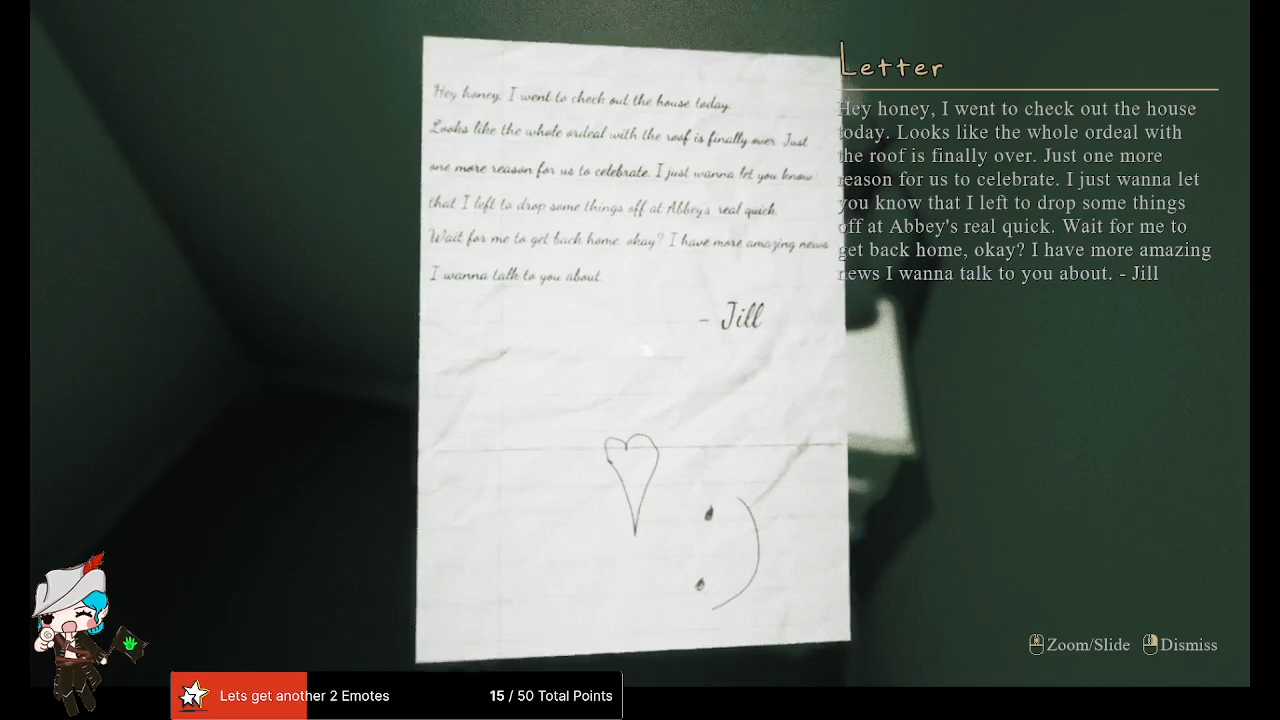 Hey honey, I went to check out the house today.
Looks like the whole ordeal with the roof is finally over. Just
one more reason for us to celebrate. I just wanna let you know
that I left to drop some things off at Abbey's real quick.
Wait for me to get back home, okay? I have more amazing news
I wanna talk to you about.
- Jill
:)
Letter
Hey honey, I went to check out the house
today. Looks like the whole ordeal with
the roof is finally over. Just one more
reason for us to celebrate. I just wanna let
you know that I left to drop some things
off at Abbey's real quick. Wait for me to
get back home, okay? I have more amazing
news I wanna talk to you about. - Jill
Zoom/Slide Dismiss
Lets get another 2 Emotes 15 / 50 Total Points